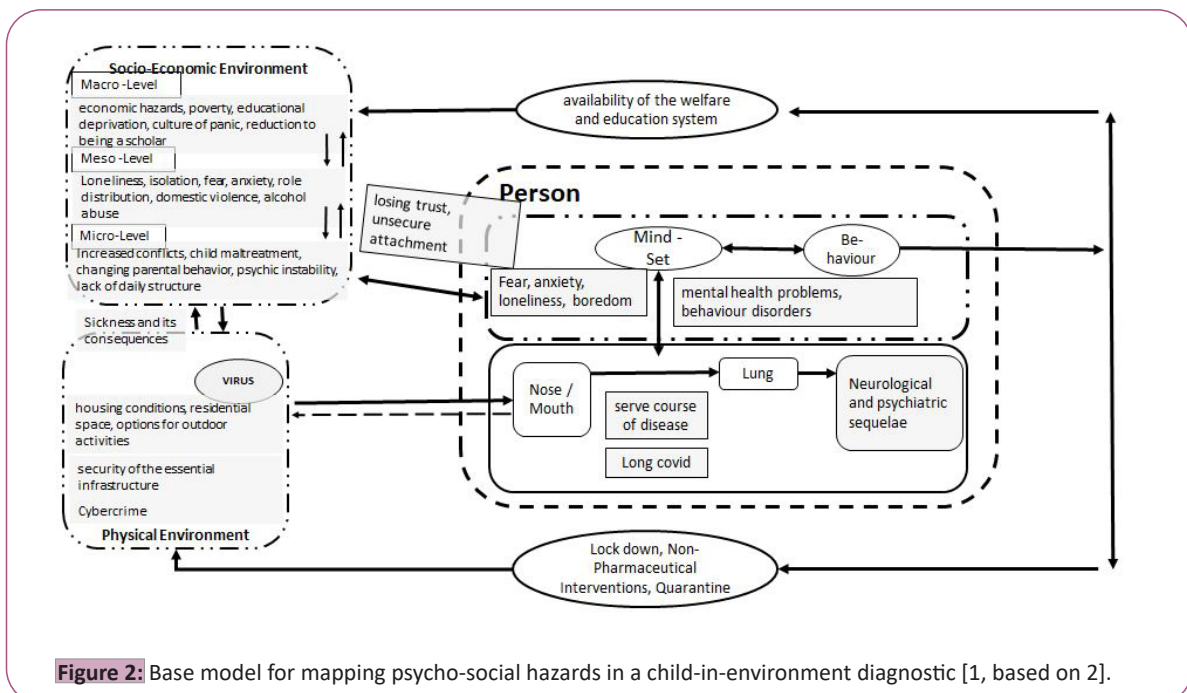 Socio-Economic Environment
Macro -Level
economic hazards, poverty, educational
deprivation, culture of panic, reduction to
being a scholar
Meso -Level
Loneliness, isolation, fear, anxiety, role
distribution, domestic violence, alcohol
abuse
Micro-Level
Increased conflicts, child maltreatment,
changing parental behavior, psychic instability,
lack of daily structure
Sickness and its
consequences
VIRUS
housing conditions, residential
space, options for outdoor
activities
security of the essential
infrastructure
Cybercrime
Physical Environment
availability of the welfare
and education system
losing trust,
unsecure
attachment
Person
Mind -
Set
Be-
haviour
Fear, anxiety,
loneliness, boredom
mental health problems,
behaviour disorders
Nose /
Mouth
Lung
serve course
of disease
Long covid
Neurological
and psychiatric
sequelae
Lock down, Non-
Pharmaceutical
Interventions, Quarantine
Figure 2: Base model for mapping psycho-social hazards in a child-in-environment diagnostic [1, based on 2].